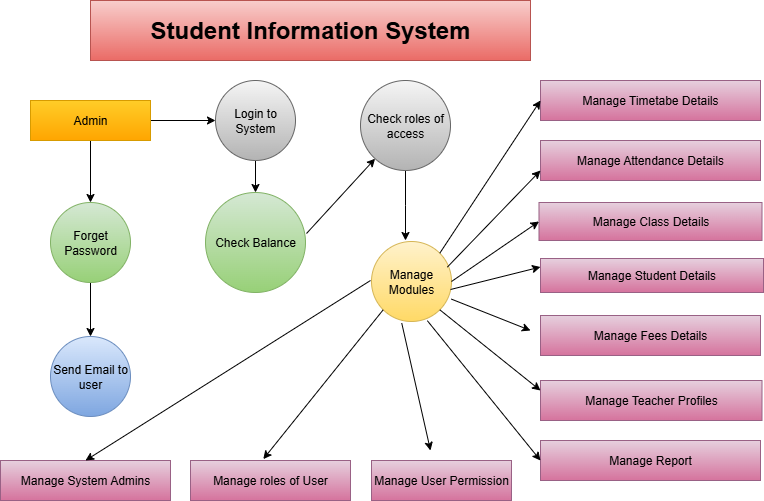 Student Information System
Admin
Login to
System
Check roles of
access
Manage Timetabe Details
Manage Attendance Details
Manage Class Details
Forget
Password
Check Balance
Manage
Modules
Manage Student Details
Manage Fees Details
Send Email to
user
Manage Teacher Profiles
Manage Report
Manage System Admins
Manage roles of User
Manage User Permission